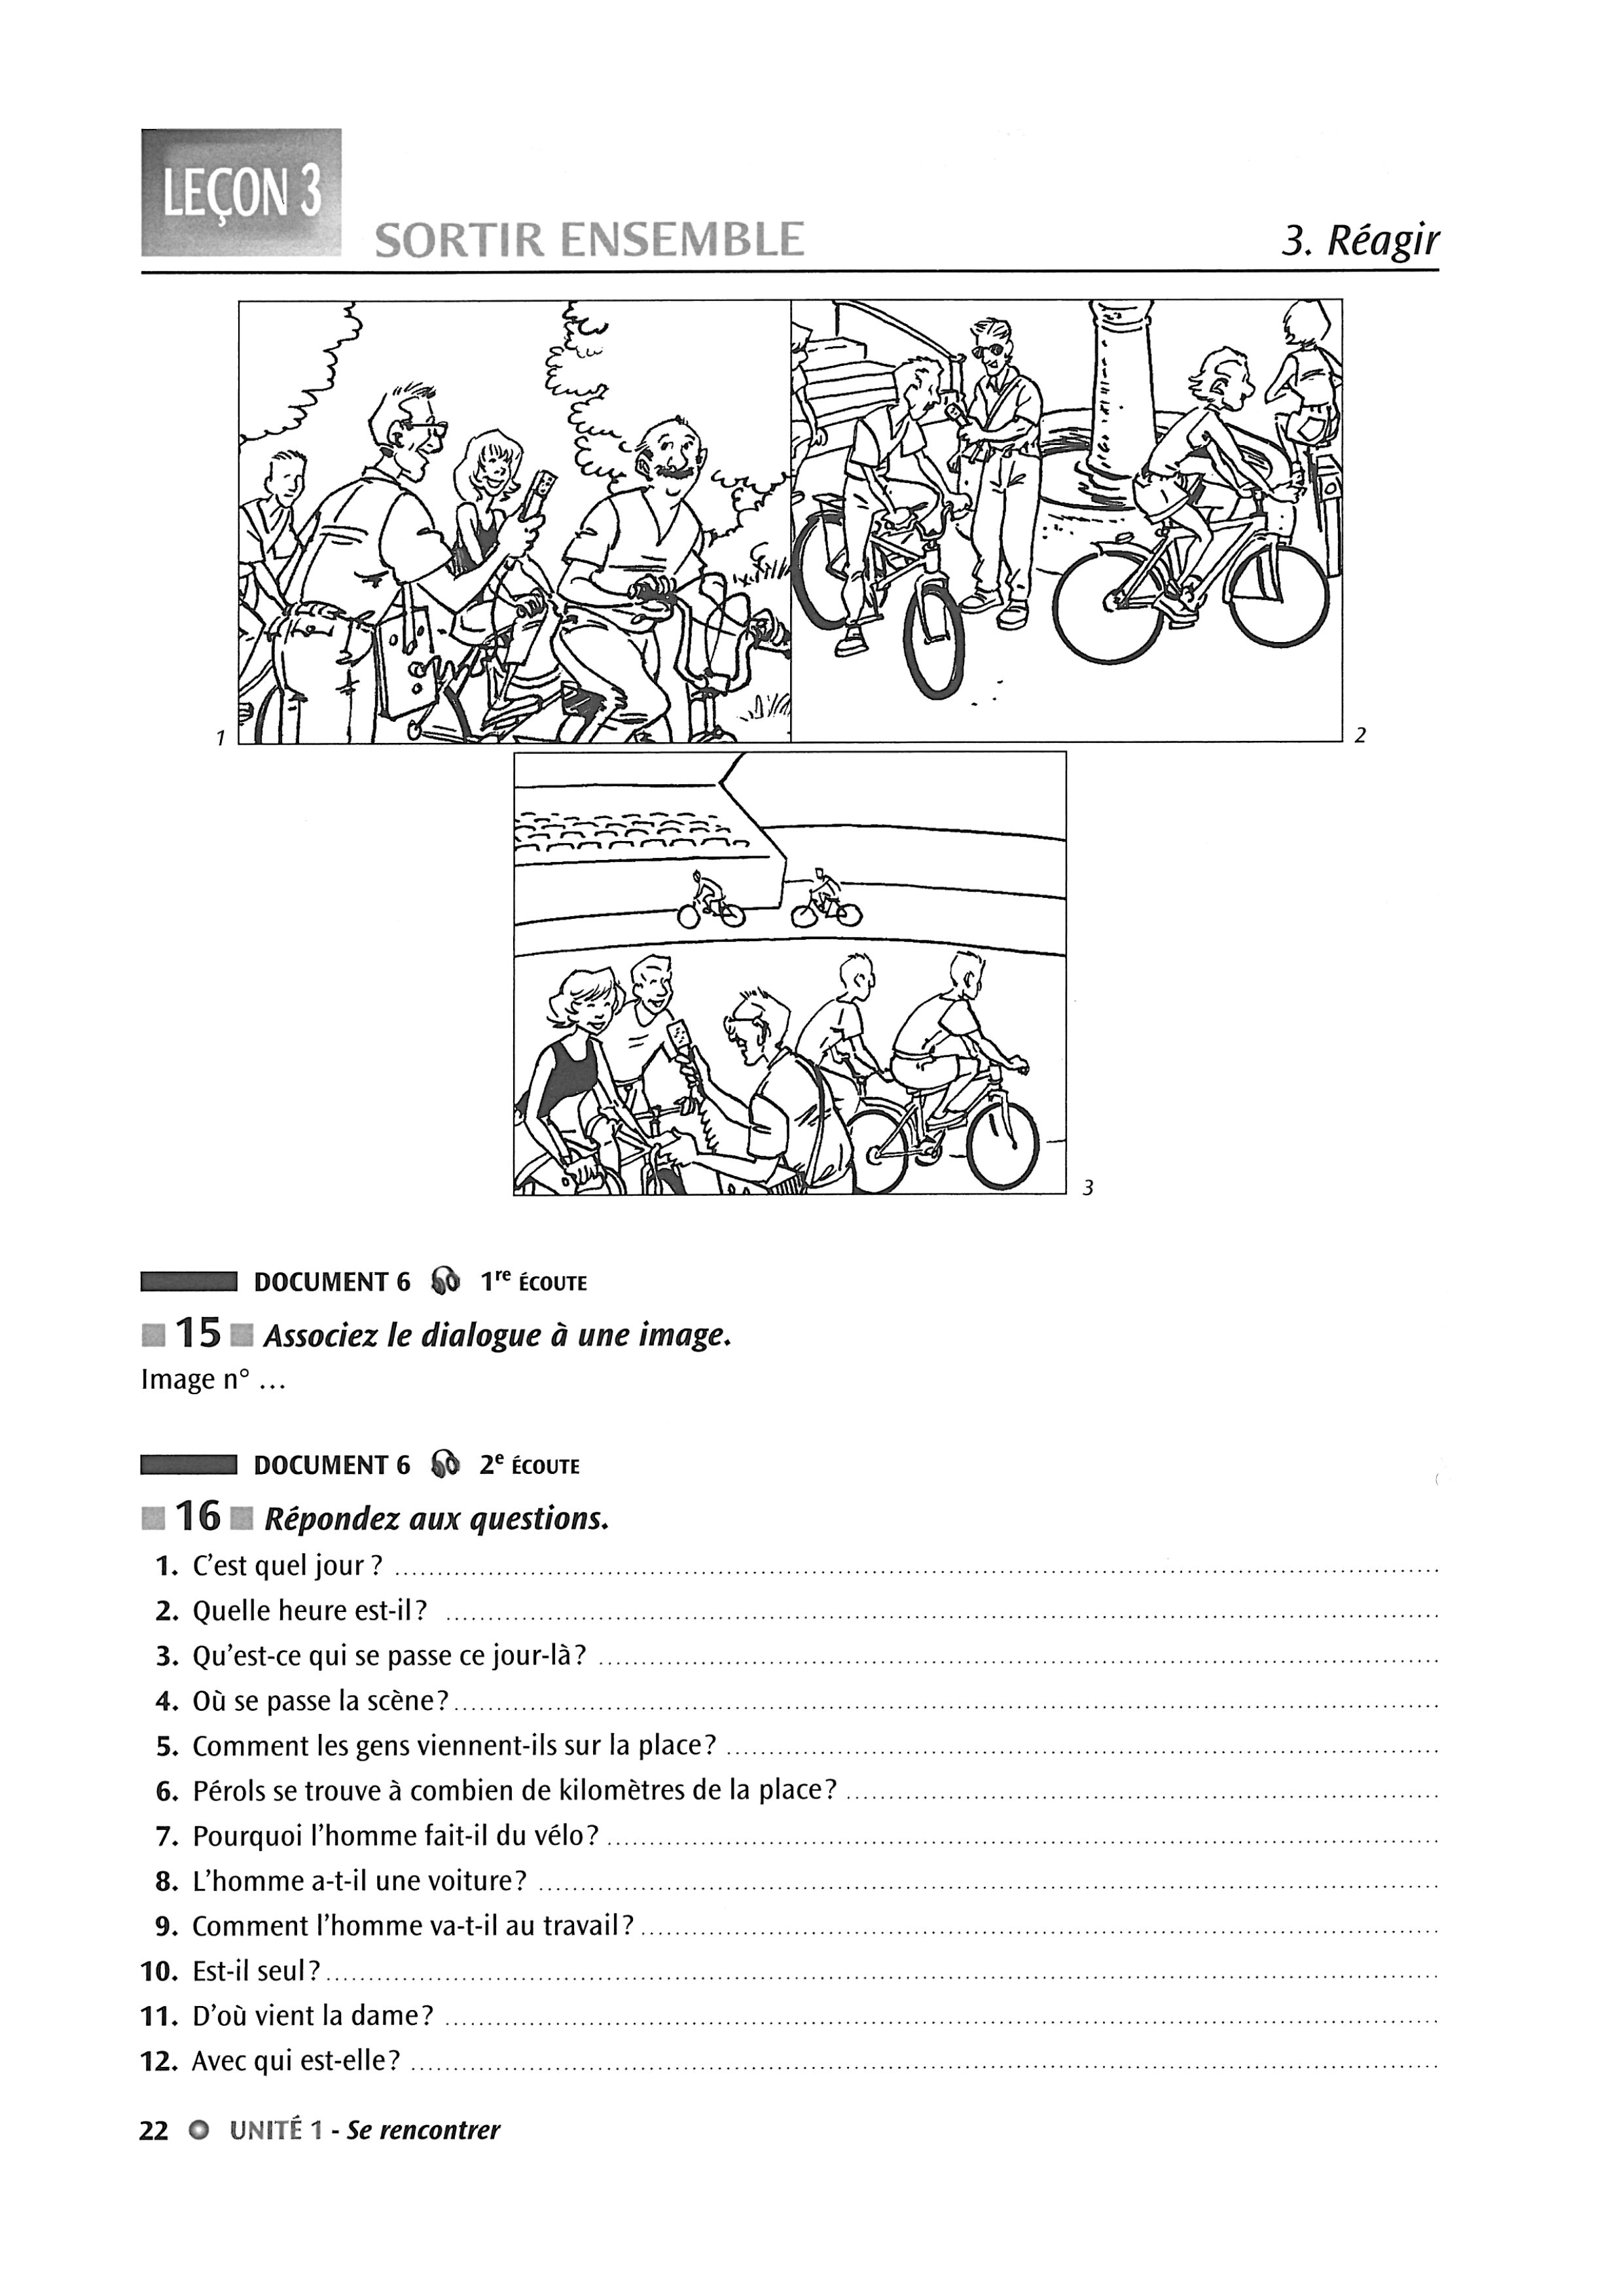 LEÇON 3
SORTIR ENSEMBLE
3. Réagir
1
2
3
DOCUMENT 6 1re ÉCOUTE
15 Associez le dialogue à une image.
Image n° ...
DOCUMENT 6 2e ÉCOUTE
16 Répondez aux questions.
1. C'est quel jour ?
2. Quelle heure est-il ?
3. Qu'est-ce qui se passe ce jour-là ?
4. Où se passe la scène ?
5. Comment les gens viennent-ils sur la place ?
6. Pérols se trouve à combien de kilomètres de la place ?
7. Pourquoi l'homme fait-il du vélo ?
8. L'homme a-t-il une voiture ?
9. Comment l'homme va-t-il au travail ?
10. Est-il seul ?
11. D'où vient la dame ?
12. Avec qui est-elle ?
22 UNITÉ 1 - Se rencontrer